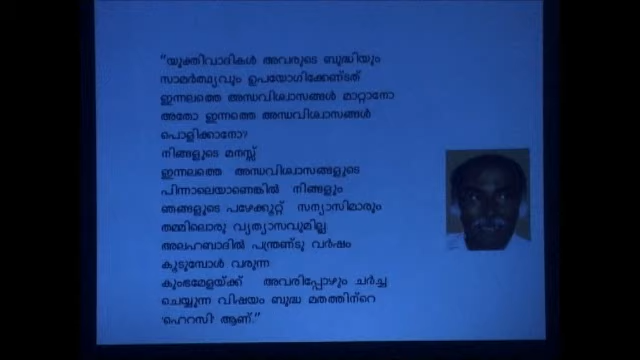 "യുക്തിവാദികൾ അവരുടെ ബുദ്ധിയും
സാമർത്ഥ്യവും ഉപയോഗിക്കേണ്ടത്
ഇന്നലത്തെ അന്ധവിശ്വാസങ്ങൾ മാറ്റാനോ
അതോ ഇന്നത്തെ അന്ധവിശ്വാസങ്ങൾ
പൊളിക്കാനോ?
നിങ്ങളുടെ മനസ്സ്
ഇന്നലത്തെ അന്ധവിശ്വാസങ്ങളുടെ
പിന്നാലെയാണെങ്കിൽ നിങ്ങളും
ഞങ്ങളുടെ പഴേക്കൂറ്റ് സന്യാസിമാരും
തമ്മിലൊരു വ്യത്യാസവുമില്ല
അലഹബാദിൽ പന്ത്രണ്ടു വർഷം
കൂടുമ്പോൾ വരുന്ന
കുംഭമേളയ്ക്ക് അവരിപ്പോഴും ചർച്ച
ചെയ്യുന്ന വിഷയം ബുദ്ധ മതത്തിന്റെ
'ഹെറസി' ആണ്."